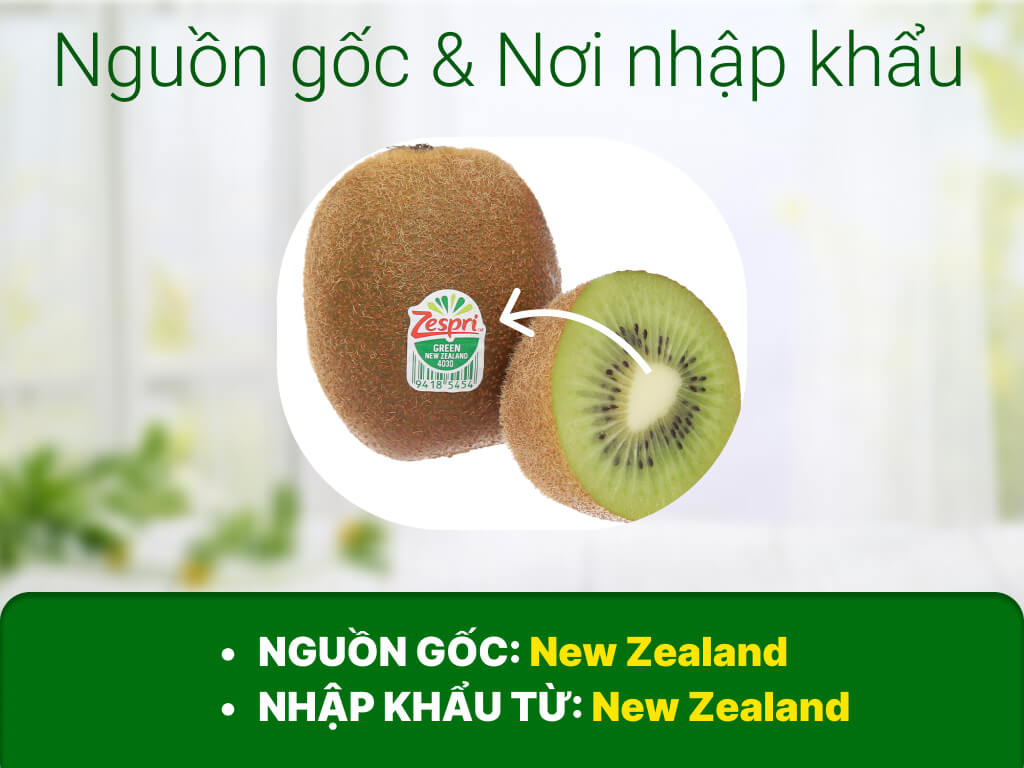 Nguồn gốc & Nơi nhập khẩu
Zespri
GREEN
NEW ZEALAND
4030
9418 5454
• NGUỒN GỐC: New Zealand
• NHẬP KHẨU TỪ: New Zealand